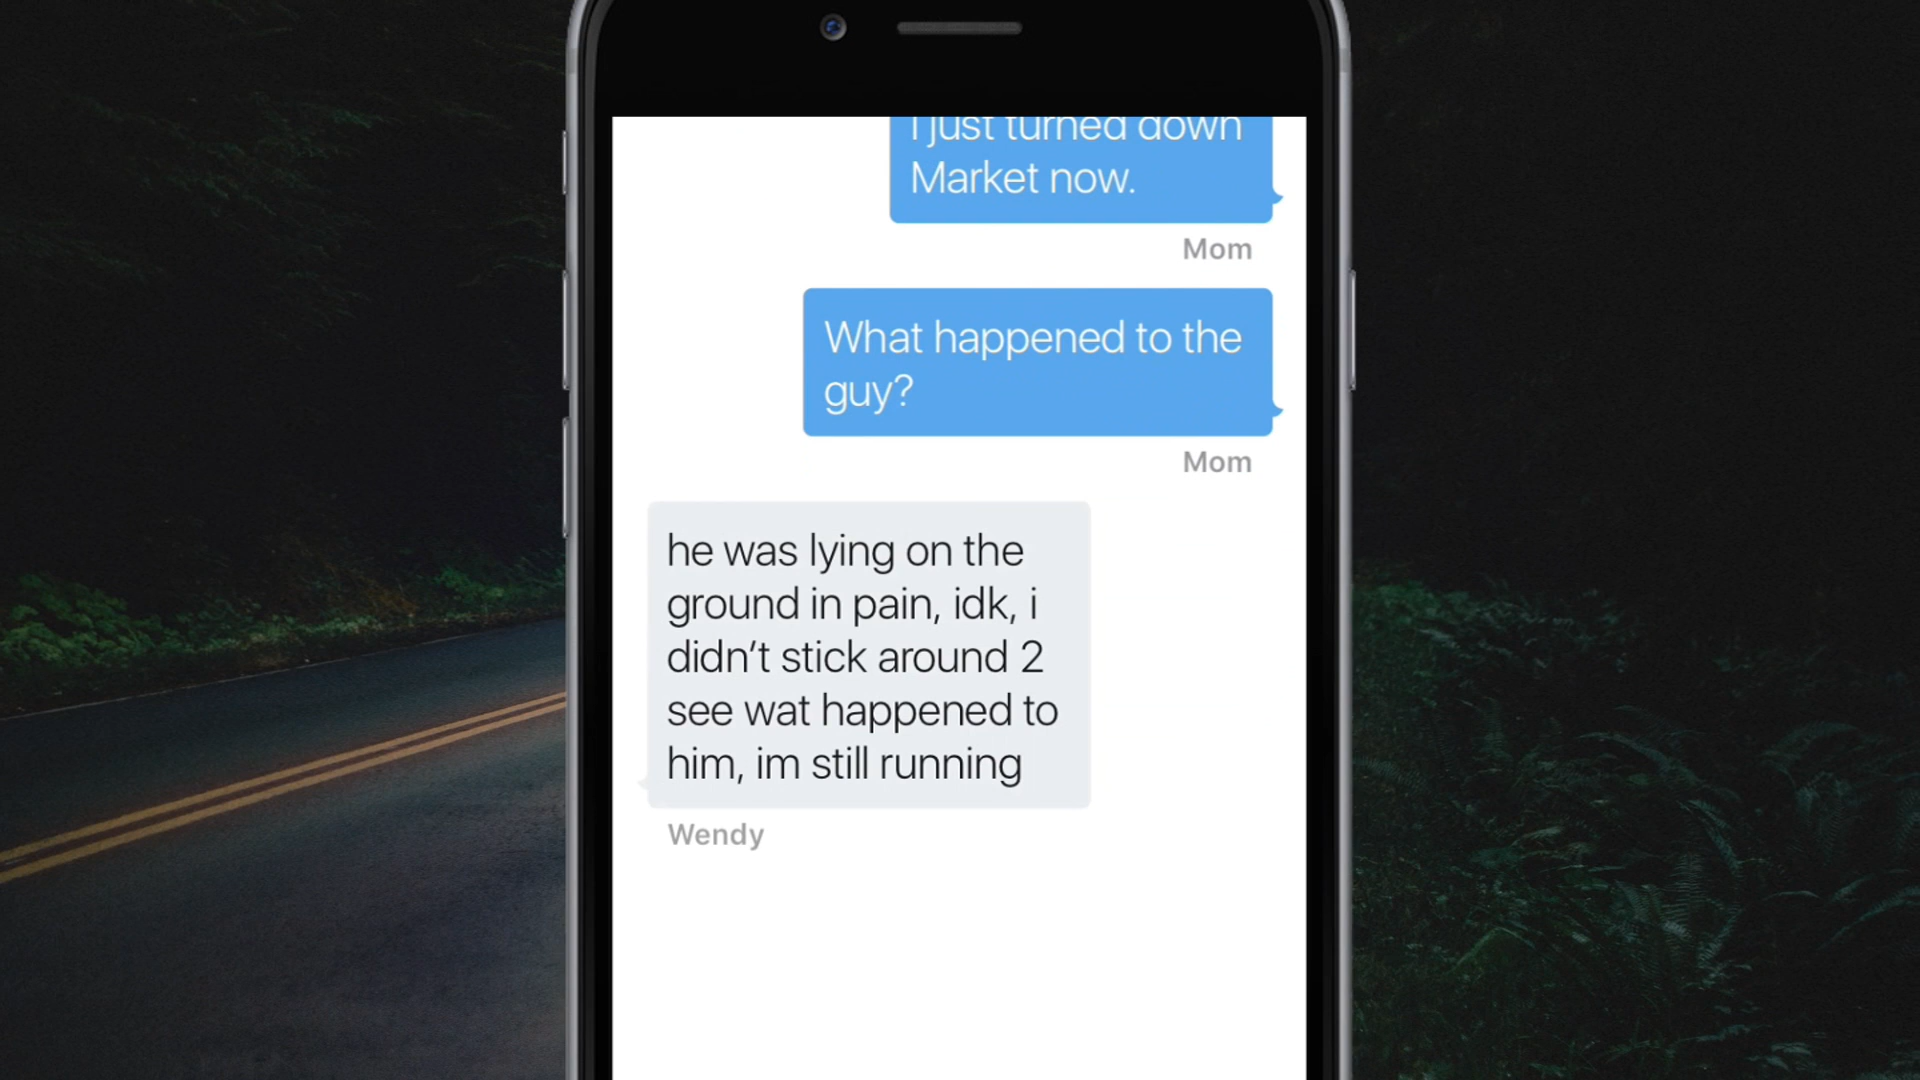 I just turned down
Market now.
Mom
What happened to the
guy?
Mom
he was lying on the
ground in pain, idk, i
didn’t stick around 2
see wat happened to
him, im still running
Wendy